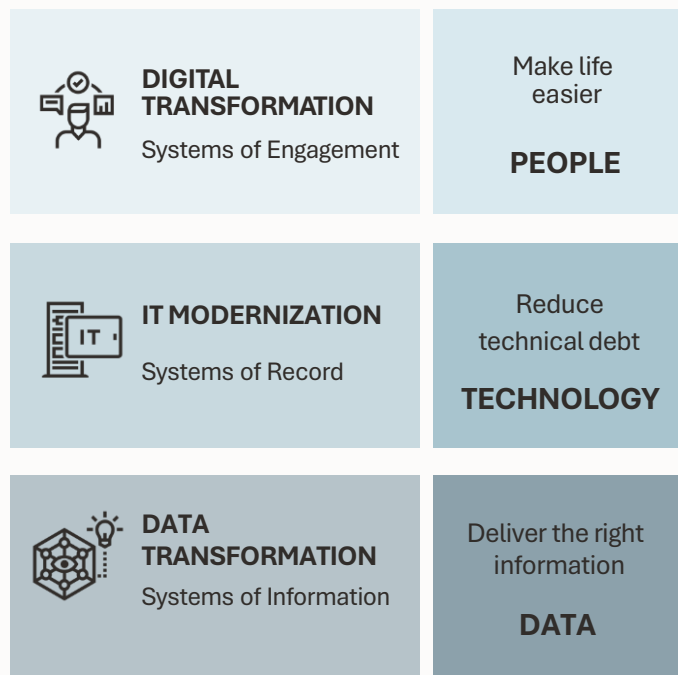 DIGITAL
TRANSFORMATION
Systems of Engagement
Make life
easier
PEOPLE
IT MODERNIZATION
IT
Systems of Record
Reduce
technical debt
TECHNOLOGY
DATA
TRANSFORMATION
Systems of Information
Deliver the right
information
DATA